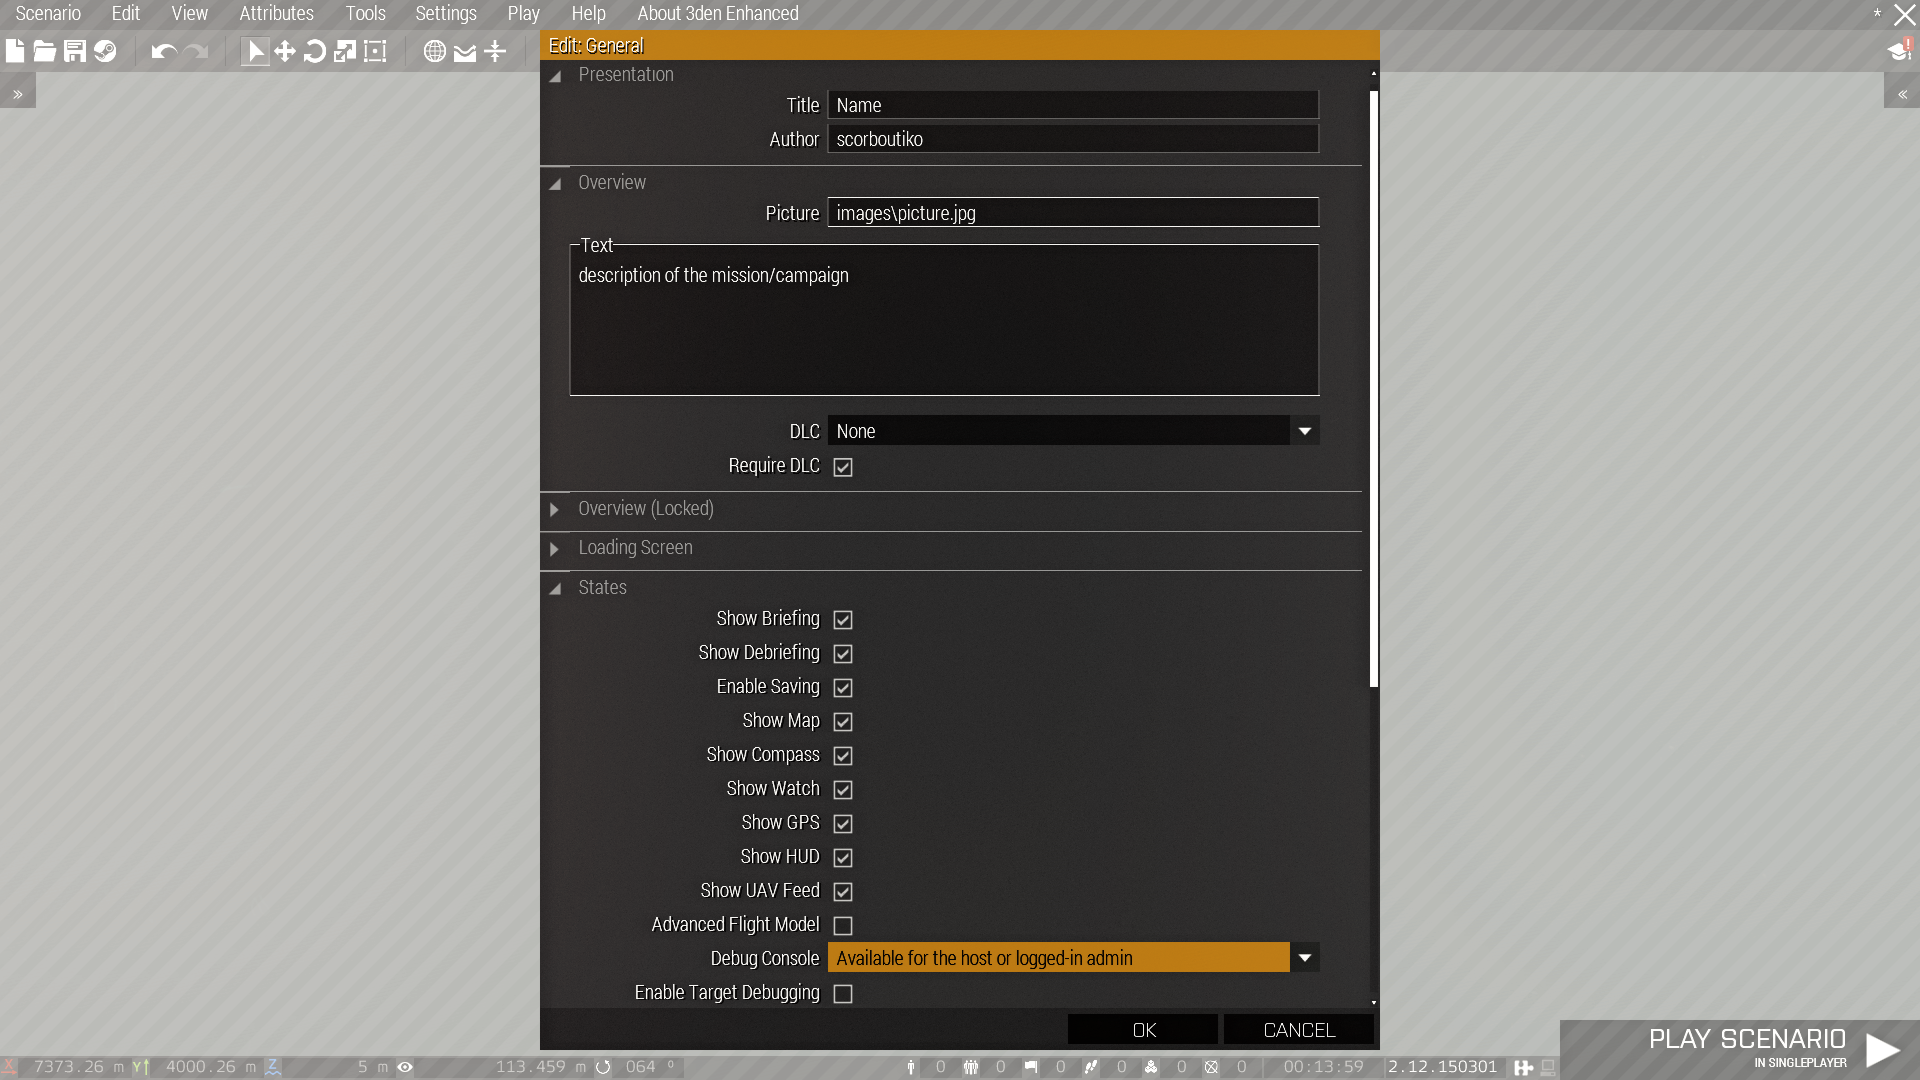 Scenario Edit View Attributes Tools Settings Play Help About 3den Enhanced *
Edit: General
Presentation
Title Name
Author scorboutiko
Overview
Picture images\picture.jpg
Text
description of the mission/campaign
DLC None
Require DLC
Overview (Locked)
Loading Screen
States
Show Briefing
Show Debriefing
Enable Saving
Show Map
Show Compass
Show Watch
Show GPS
Show HUD
Show UAV Feed
Advanced Flight Model
Debug Console Available for the host or logged-in admin
Enable Target Debugging
OK CANCEL
PLAY SCENARIO
IN SINGLEPLAYER
X 7373.26 m Y 4000.26 m Z 5 m 113.459 m 064 ° 0 0 0 0 0 0 00:13:59 2.12.150301